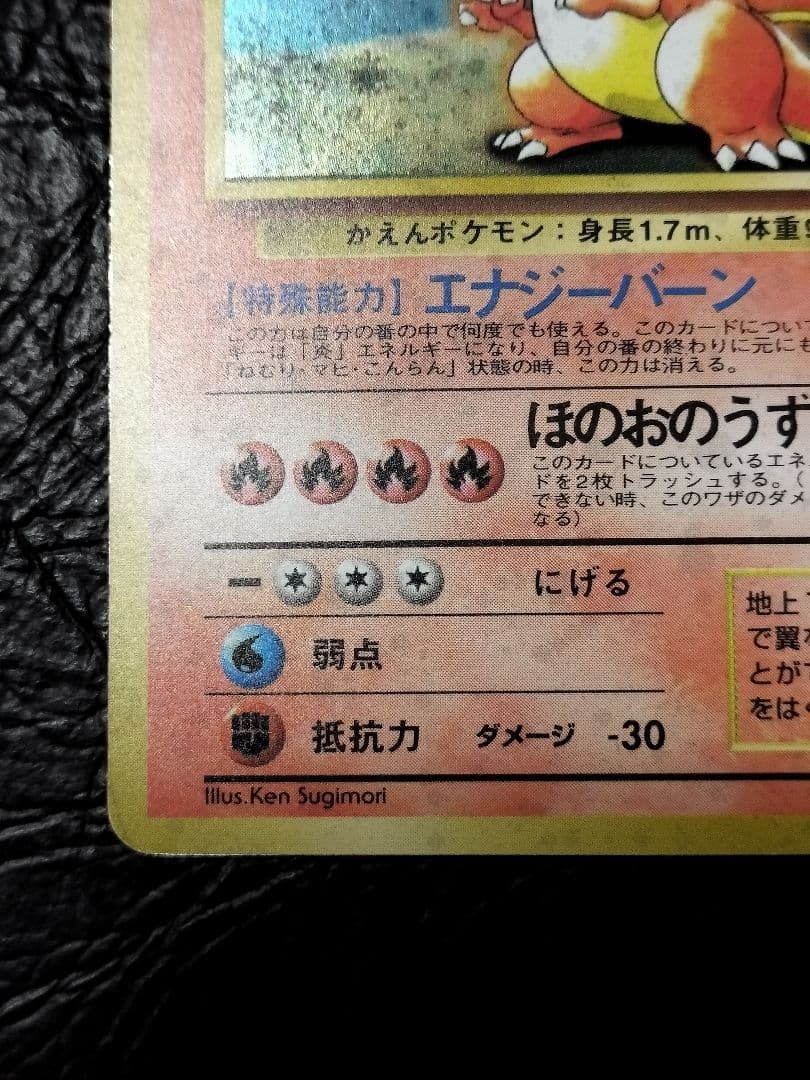 かえんポケモン：身長1.7m、体重9
【特殊能力】エナジーバーン
この力は自分の番の中で何度でも使える。このカードについて
ギーは「炎」エネルギーになり、自分の番の終わりに元にも
「ねむり・マヒ・こんらん」状態の時、この力は消える。
ほのおのうず
このカードについているエネ
ドを2枚トラッシュする。（
できない時、このワザのダメ
なる）
にげる
弱点
抵抗力 ダメージ -30
地上1
で翼を
とがで
をはく
Illus.Ken Sugimori